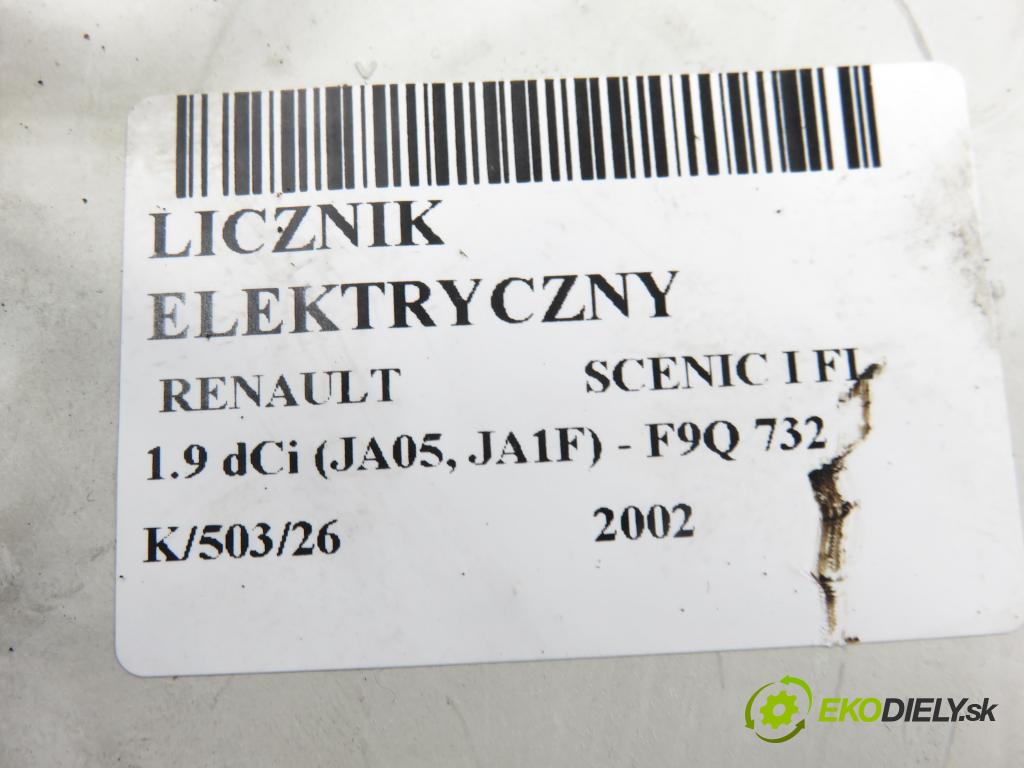 LICZNIK
ELEKTRYCZNY
RENAULT SCENIC I FL
1.9 dCi (JA05, JA1F) - F9Q 732
K/503/26 2002
EKODIELY.sk